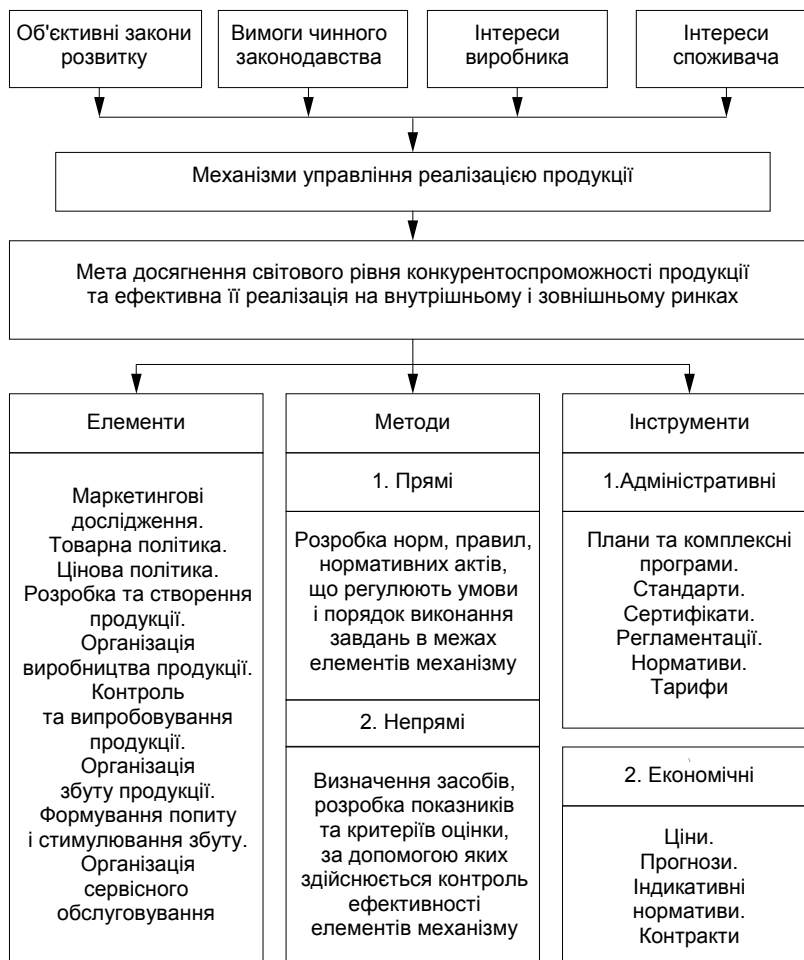 Об'єктивні закони
розвитку
Вимоги чинного
законодавства
Інтереси
виробника
Інтереси
споживача
Механізми управління реалізацією продукції
Мета досягнення світового рівня конкурентоспроможності продукції
та ефективна її реалізація на внутрішньому і зовнішньому ринках
Елементи
Маркетингові
дослідження.
Товарна політика.
Цінова політика.
Розробка та створення
продукції.
Організація
виробництва продукції.
Контроль
та випробовування
продукції.
Організація
збуту продукції.
Формування попиту
і стимулювання збуту.
Організація
сервісного
обслуговування
Методи
1. Прямі
Розробка норм, правил,
нормативних актів,
що регулюють умови
і порядок виконання
завдань в межах
елементів механізму
2. Непрямі
Визначення засобів,
розробка показників
та критеріїв оцінки,
за допомогою яких
здійснюється контроль
ефективності
елементів механізму
Інструменти
1.Адміністративні
Плани та комплексні
програми.
Стандарти.
Сертифікати.
Регламентації.
Нормативи.
Тарифи
2. Економічні
Ціни.
Прогнози.
Індикативні
нормативи.
Контракти